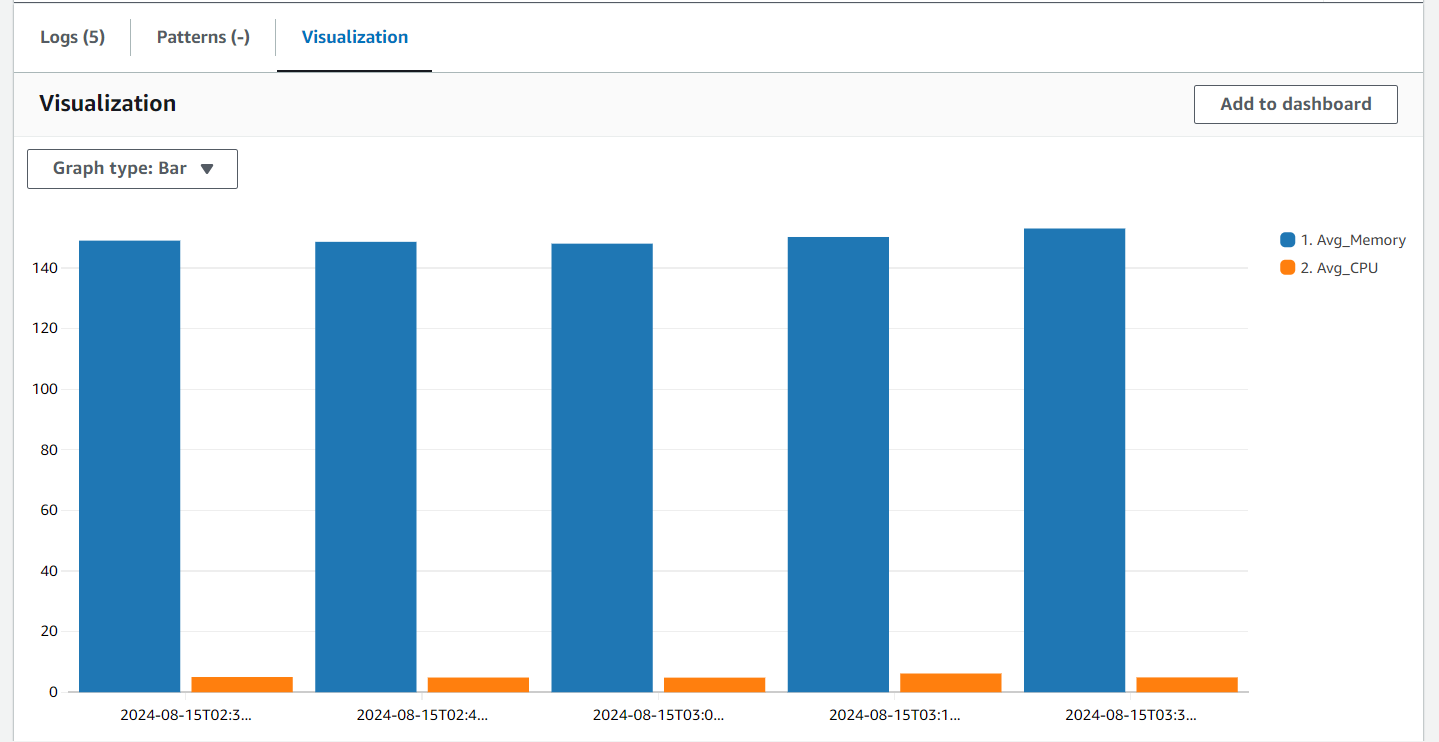 Logs (5) Patterns (-) Visualization
Visualization
Add to dashboard
Graph type: Bar
1. Avg_Memory
2. Avg_CPU
140
120
100
80
60
40
20
0
2024-08-15T02:3... 2024-08-15T02:4... 2024-08-15T03:0... 2024-08-15T03:1... 2024-08-15T03:3...